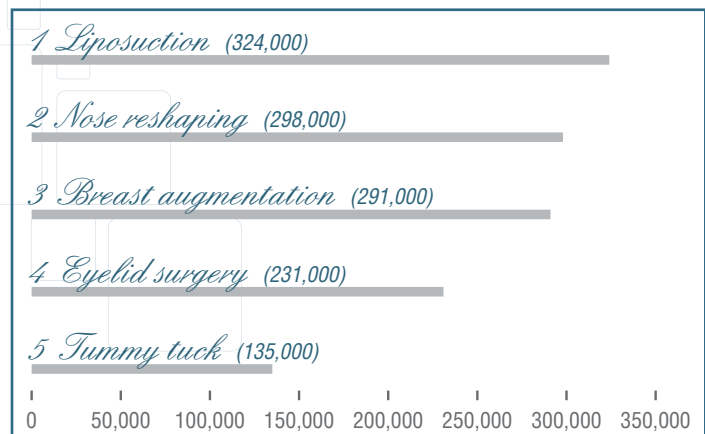 1 Liposuction (324,000)
2 Nose reshaping (298,000)
3 Breast augmentation (291,000)
4 Eyelid surgery (231,000)
5 Tummy tuck (135,000)
0 50,000 100,000 150,000 200,000 250,000 300,000 350,000